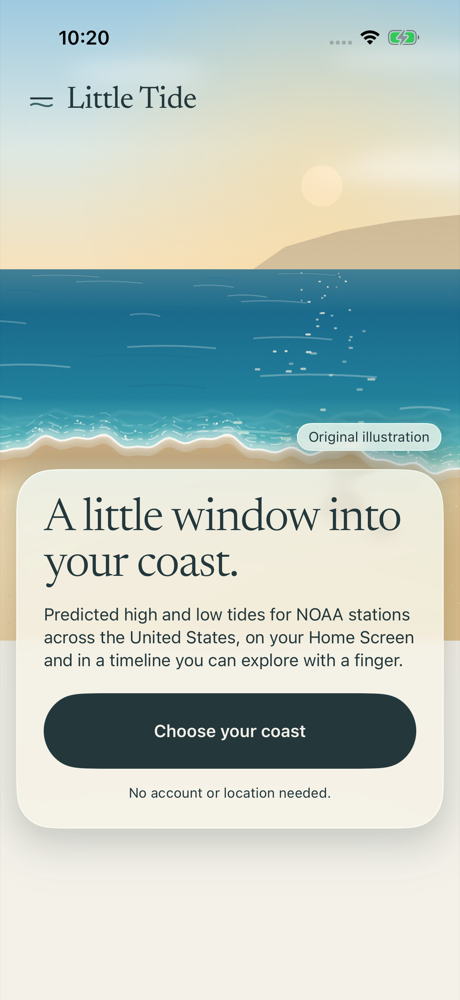 10:20
Little Tide
Original illustration
A little window into
your coast.
Predicted high and low tides for NOAA stations
across the United States, on your Home Screen
and in a timeline you can explore with a finger.
Choose your coast
No account or location needed.